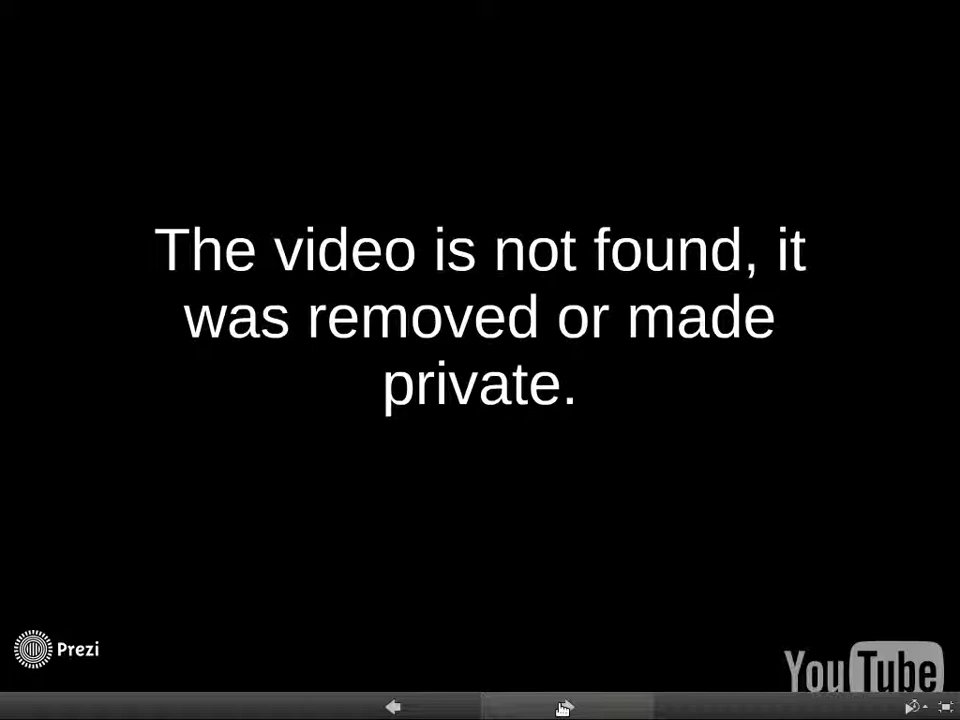 The video is not found, it
was removed or made
private.
Prezi
YouTube